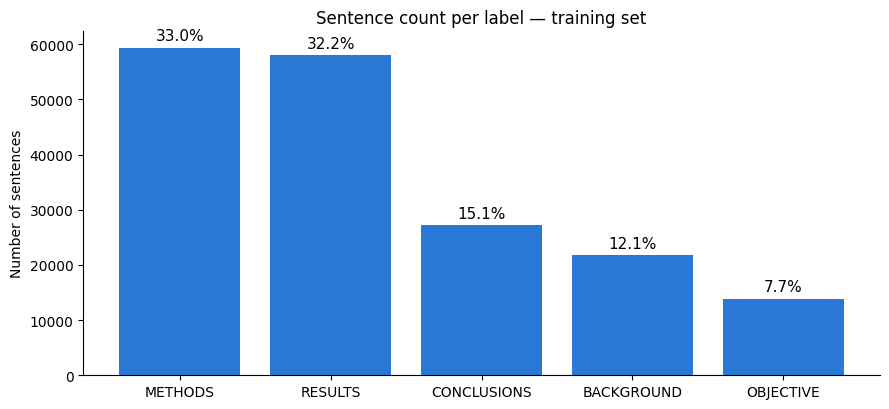 Sentence count per label — training set
Number of sentences
60000
50000
40000
30000
20000
10000
0
33.0%
32.2%
15.1%
12.1%
7.7%
METHODS
RESULTS
CONCLUSIONS
BACKGROUND
OBJECTIVE